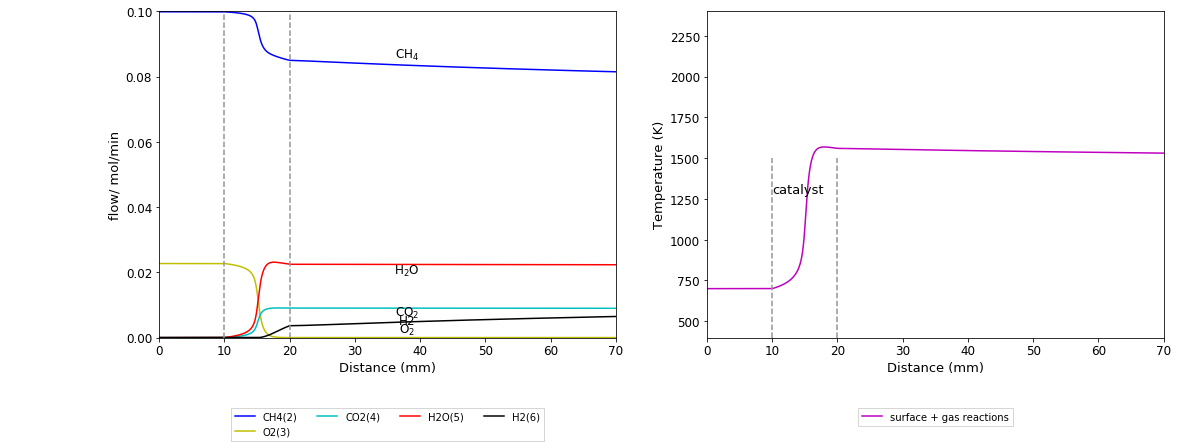 flow/ mol/min
0.10
0.08
0.06
0.04
0.02
0.00
CH4
H2O
CO2
H2
O2
0 10 20 30 40 50 60 70
Distance (mm)
CH4(2) CO2(4) H2O(5) H2(6)
O2(3)
Temperature (K)
2250
2000
1750
1500
1250
1000
750
500
catalyst
0 10 20 30 40 50 60 70
Distance (mm)
surface + gas reactions